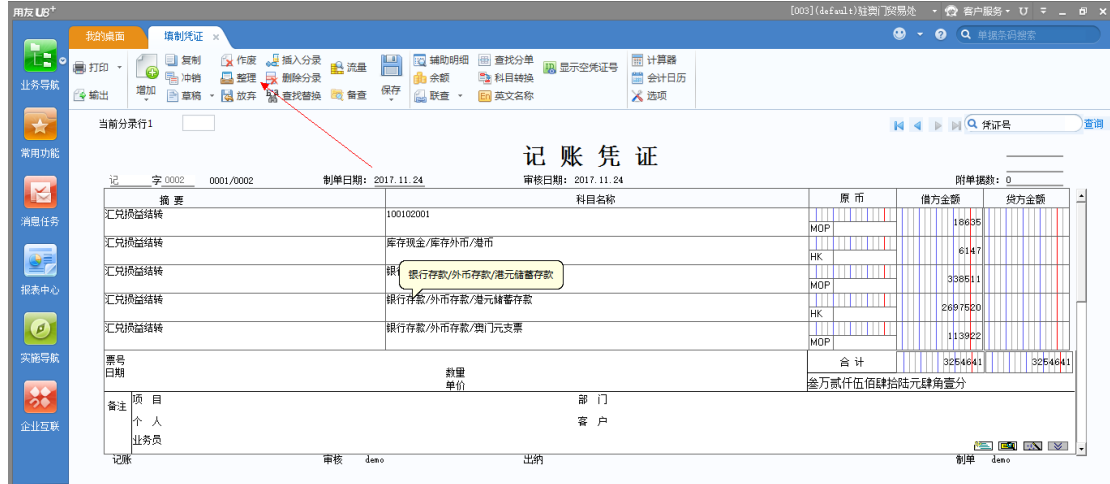 用友 U8+ [003](default)驻澳门贸易处 客户服务
我的桌面 填制凭证 单据条码搜索
业务导航
常用功能
消息任务
报表中心
实施导航
企业互联
打印 输出 增加
复制 冲销 草稿
作废 整理 放弃
插入分录 删除分录 查找替换
流量 备查
保存
辅助明细 余额 联查
查找分单 科目转换 英文名称
显示空凭证号
计算器 会计日历 选项
当前分录行1 凭证号 查询
记 账 凭 证
记 字 0002 0001/0002 制单日期: 2017.11.24 审核日期: 2017.11.24 附单据数: 0
摘 要 科目名称 原 币 借方金额 贷方金额
汇兑损益结转 100102001 MOP 18635
汇兑损益结转 库存现金/库存外币/港币 HK 6147
汇兑损益结转 银行 MOP 338511
银行存款/外币存款/港元储蓄存款
汇兑损益结转 银行存款/外币存款/港元储蓄存款 HK 2697520
汇兑损益结转 银行存款/外币存款/澳门元支票 MOP 113922
票号 合 计 3254641 3254641
日期 数量
单价 叁万贰仟伍佰肆拾陆元肆角壹分
备注 项 目 部 门
个 人 客 户
业务员
记账 审核 demo 出纳 制单 demo